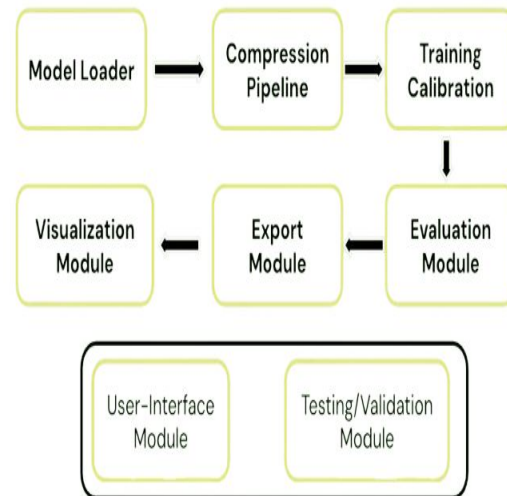 Model Loader
Compression
Pipeline
Training
Calibration
Visualization
Module
Export
Module
Evaluation
Module
User-Interface
Module
Testing/Validation
Module